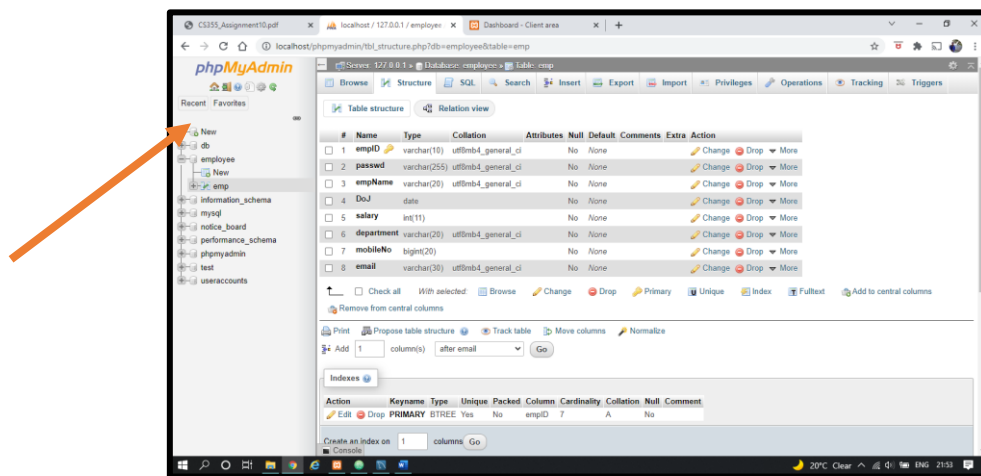 CS355_Assignment10.pdf
localhost / 127.0.0.1 / employee
Dashboard - Client area
localhost/phpmyadmin/tbl_structure.php?db=employee&table=emp
phpMyAdmin
Recent Favorites
New
db
employee
New
emp
information_schema
mysql
notice_board
performance_schema
phpmyadmin
test
useraccounts
Server: 127.0.0.1 » Database: employee » Table: emp
Browse Structure SQL Search Insert Export Import Privileges Operations Tracking Triggers
Table structure Relation view
# Name Type Collation Attributes Null Default Comments Extra Action
1 empID varchar(10) utf8mb4_general_ci No None Change Drop More
2 passwd varchar(255) utf8mb4_general_ci No None Change Drop More
3 empName varchar(20) utf8mb4_general_ci No None Change Drop More
4 DoJ date No None Change Drop More
5 salary int(11) No None Change Drop More
6 department varchar(20) utf8mb4_general_ci No None Change Drop More
7 mobileNo bigint(20) No None Change Drop More
8 email varchar(30) utf8mb4_general_ci No None Change Drop More
Check all With selected: Browse Change Drop Primary Unique Index Fulltext Add to central columns
Remove from central columns
Print Propose table structure Track table Move columns Normalize
Add 1 column(s) after email Go
Indexes
Action Keyname Type Unique Packed Column Cardinality Collation Null Comment
Edit Drop PRIMARY BTREE Yes No empID 7 A No
Create an index on 1 columns Go
Console
20°C Clear ENG 21:53